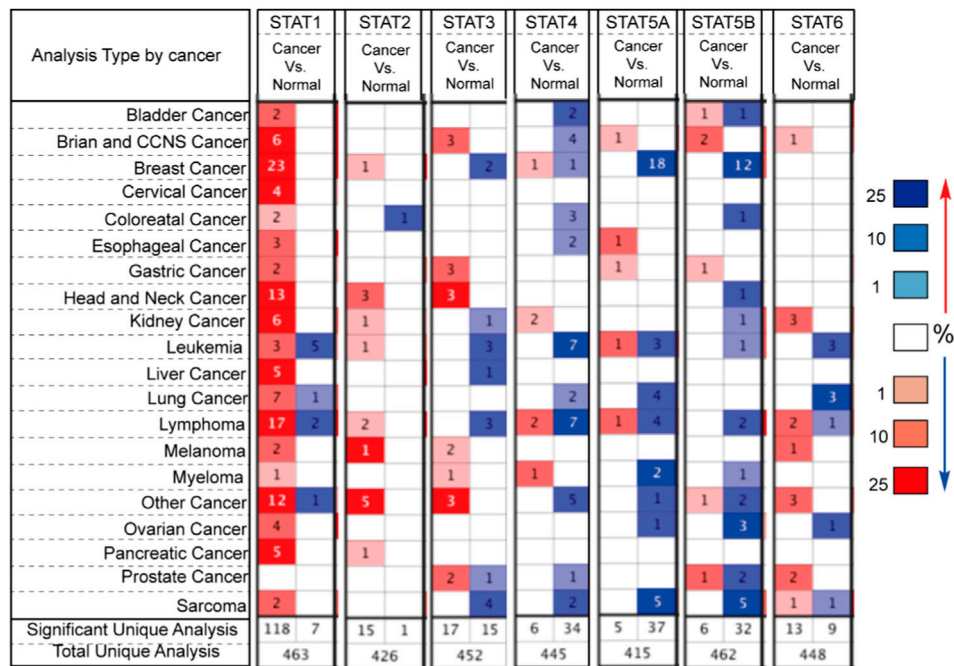 Analysis Type by cancer STAT1 STAT2 STAT3 STAT4 STAT5A STAT5B STAT6
Cancer Vs. Normal Cancer Vs. Normal Cancer Vs. Normal Cancer Vs. Normal Cancer Vs. Normal Cancer Vs. Normal Cancer Vs. Normal
Bladder Cancer 2 2 1 1
Brian and CCNS Cancer 6 3 4 1 2 1
Breast Cancer 23 1 2 1 1 18 12
Cervical Cancer 4
Coloreatal Cancer 2 1 3 1
Esophageal Cancer 3 2 1
Gastric Cancer 2 3 1 1
Head and Neck Cancer 13 3 3 1
Kidney Cancer 6 1 1 2 1 3
Leukemia 3 5 1 3 7 1 3 1 3
Liver Cancer 5 1
Lung Cancer 7 1 2 4 3
Lymphoma 17 2 2 3 2 7 1 4 2 2 1
Melanoma 2 1 2 1
Myeloma 1 1 1 2 1
Other Cancer 12 1 5 3 5 1 1 2 3
Ovarian Cancer 4 1 3 1
Pancreatic Cancer 5 1
Prostate Cancer 2 1 1 1 2 2
Sarcoma 2 4 2 5 5 1 1
Significant Unique Analysis 118 7 15 1 17 15 6 34 5 37 6 32 13 9
Total Unique Analysis 463 426 452 445 415 462 448
25
10
1
%
1
10
25